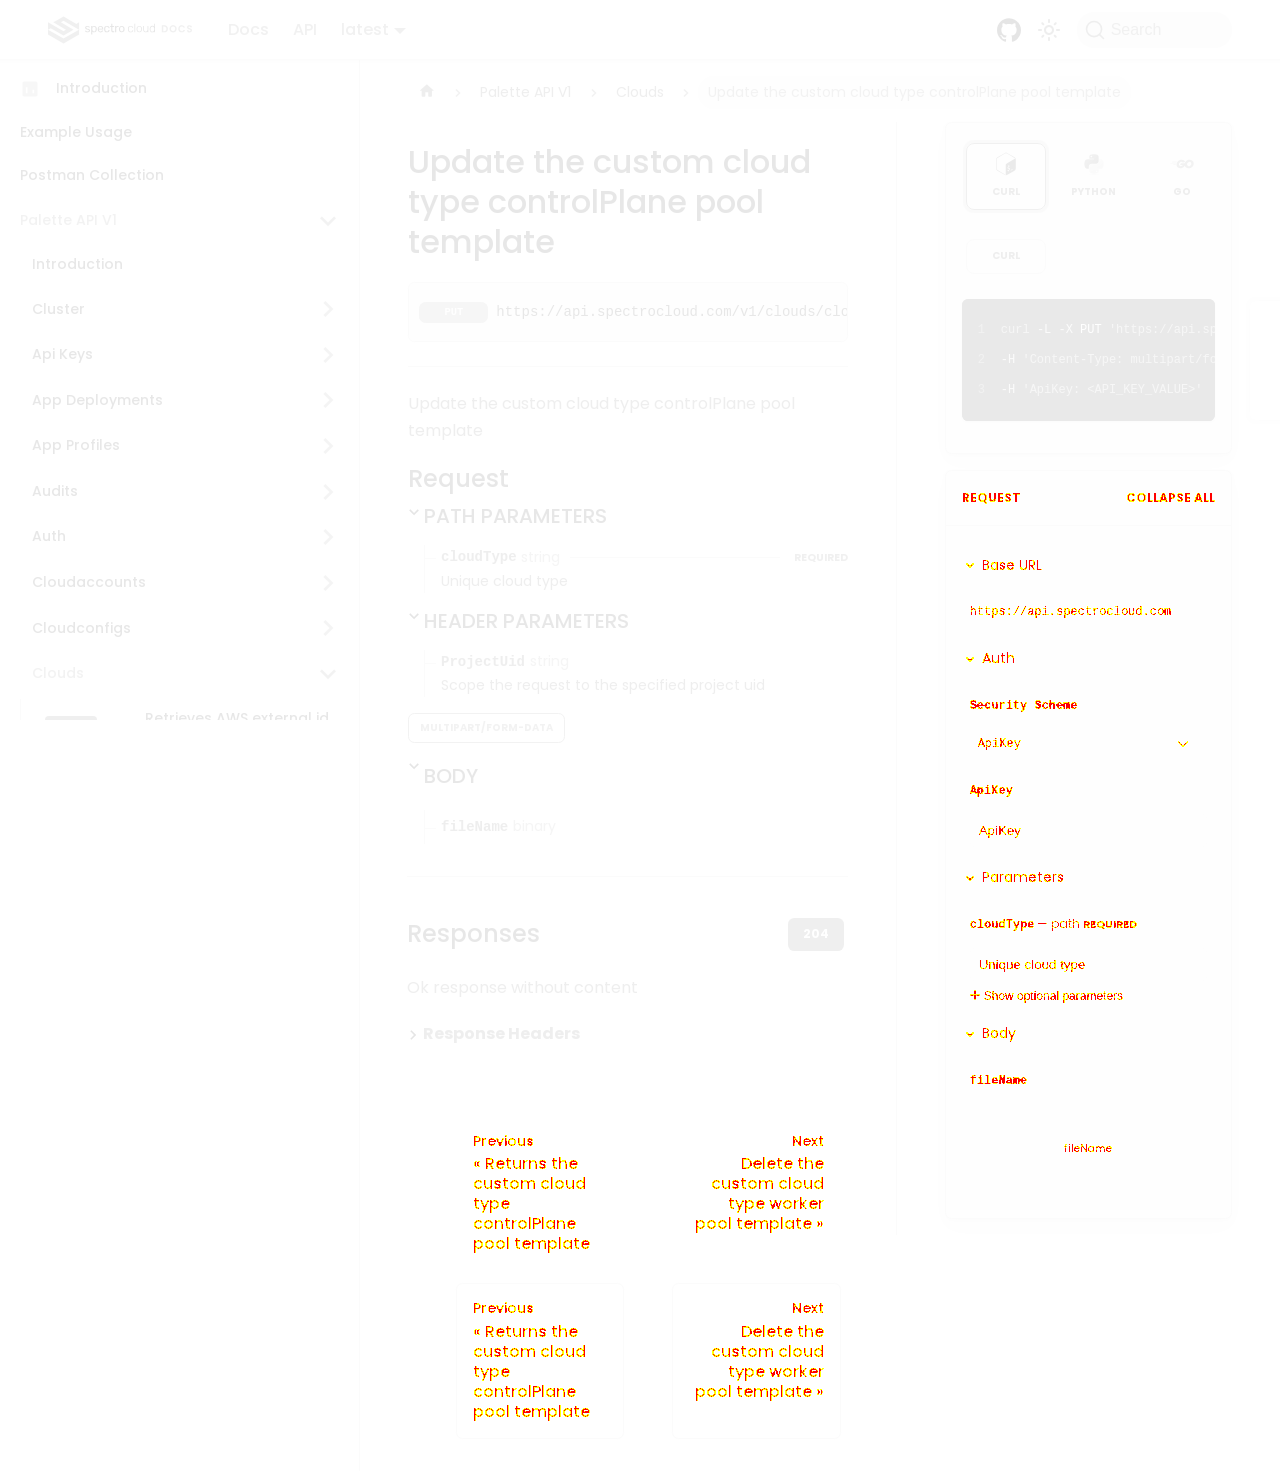 spectro cloud DOCS
Docs
API
latest
Search
Introduction
Example Usage
Postman Collection
Palette API V1
Introduction
Cluster
Api Keys
App Deployments
App Profiles
Audits
Auth
Cloudaccounts
Cloudconfigs
Clouds
Retrieves AWS external id
Palette API V1
Clouds
Update the custom cloud type controlPlane pool template
Update the custom cloud
type controlPlane pool
template
PUT https://api.spectrocloud.com/v1/clouds/clo
Update the custom cloud type controlPlane pool
template
Request
PATH PARAMETERS
cloudType string REQUIRED
Unique cloud type
HEADER PARAMETERS
ProjectUid string
Scope the request to the specified project uid
MULTIPART/FORM-DATA
BODY
fileName binary
Responses
204
Ok response without content
Response Headers
Previous
« Returns the
custom cloud
type
controlPlane
pool template
Next
Delete the
custom cloud
type worker
pool template »
Previous
« Returns the
custom cloud
type
controlPlane
pool template
Next
Delete the
custom cloud
type worker
pool template »
CURL
PYTHON
GO
CURL
1 curl -L -X PUT 'https://api.sp
2 -H 'Content-Type: multipart/fo
3 -H 'ApiKey: <API_KEY_VALUE>'
REQUEST
COLLAPSE ALL
Base URL
https://api.spectrocloud.com
Auth
Security Scheme
ApiKey
ApiKey
ApiKey
Parameters
cloudType — path REQUIRED
Unique cloud type
Show optional parameters
Body
fileName
fileName